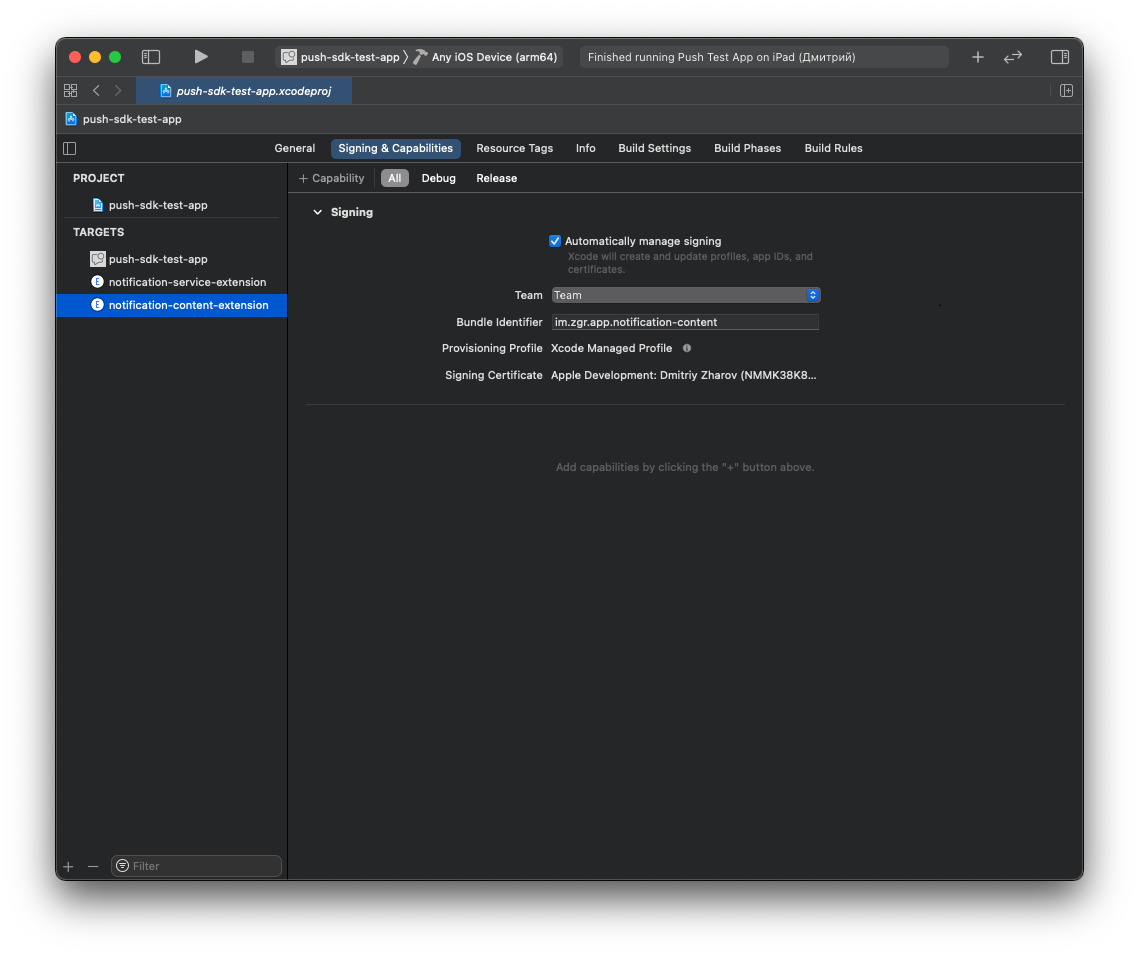 push-sdk-test-app
Any iOS Device (arm64)
Finished running Push Test App on iPad (Дмитрий)
push-sdk-test-app.xcodeproj
push-sdk-test-app
General
Signing & Capabilities
Resource Tags
Info
Build Settings
Build Phases
Build Rules
PROJECT
push-sdk-test-app
TARGETS
push-sdk-test-app
notification-service-extension
notification-content-extension
+ Capability
All
Debug
Release
Signing
Automatically manage signing
Xcode will create and update profiles, app IDs, and
certificates.
Team
Team
Bundle Identifier
im.zgr.app.notification-content
Provisioning Profile
Xcode Managed Profile
Signing Certificate
Apple Development: Dmitriy Zharov (NMMK38K8...
Add capabilities by clicking the "+" button above.
Filter